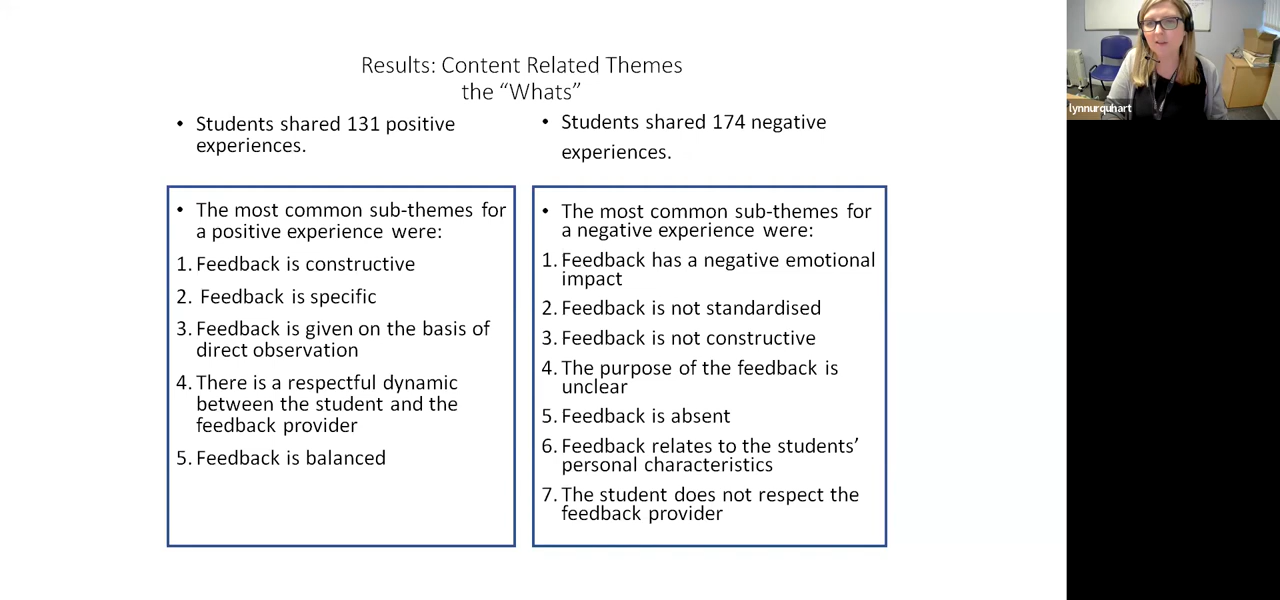 Results: Content Related Themes
the “Whats”
• Students shared 131 positive
experiences.
• The most common sub-themes for
a positive experience were:
1. Feedback is constructive
2. Feedback is specific
3. Feedback is given on the basis of
direct observation
4. There is a respectful dynamic
between the student and the
feedback provider
5. Feedback is balanced
• Students shared 174 negative
experiences.
• The most common sub-themes for
a negative experience were:
1. Feedback has a negative emotional
impact
2. Feedback is not standardised
3. Feedback is not constructive
4. The purpose of the feedback is
unclear
5. Feedback is absent
6. Feedback relates to the students’
personal characteristics
7. The student does not respect the
feedback provider
lynnurquhart